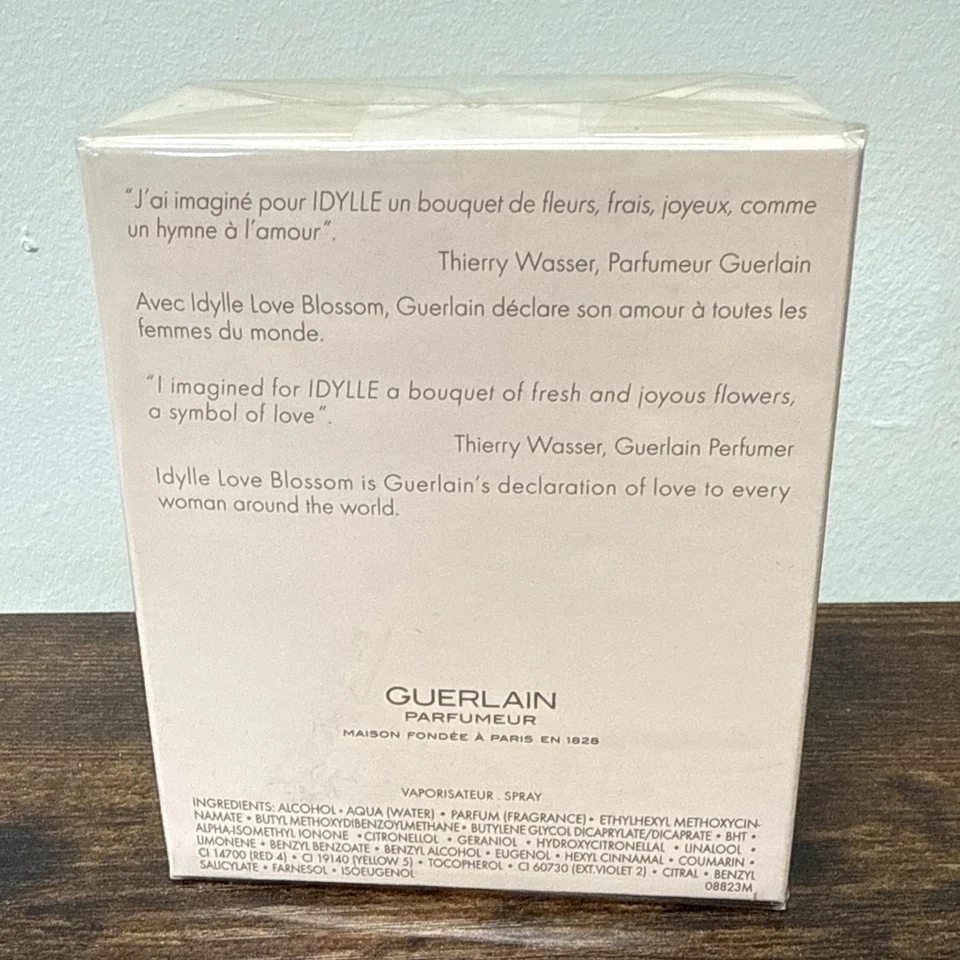 "J'ai imaginé pour IDYLLE un bouquet de fleurs, frais, joyeux, comme
un hymne à l'amour".
Thierry Wasser, Parfumeur Guerlain
Avec Idylle Love Blossom, Guerlain déclare son amour à toutes les
femmes du monde.
"I imagined for IDYLLE a bouquet of fresh and joyous flowers,
a symbol of love".
Thierry Wasser, Guerlain Perfumer
Idylle Love Blossom is Guerlain's declaration of love to every
woman around the world.
GUERLAIN
PARFUMEUR
MAISON FONDÉE À PARIS EN 1828
VAPORISATEUR . SPRAY
INGREDIENTS: ALCOHOL • AQUA (WATER) • PARFUM (FRAGRANCE) • ETHYLHEXYL METHOXYCIN-
NAMATE • BUTYL METHOXYDIBENZOYLMETHANE • BUTYLENE GLYCOL DICAPRYLATE/DICAPRATE • BHT •
ALPHA-ISOMETHYL IONONE • CITRONELLOL • GERANIOL • HYDROXYCITRONELLAL • LINALOOL •
LIMONENE • BENZYL BENZOATE • BENZYL ALCOHOL • EUGENOL • HEXYL CINNAMAL • COUMARIN •
CI 14700 (RED 4) • CI 19140 (YELLOW 5) • TOCOPHEROL • CI 60730 (EXT.VIOLET 2) • CITRAL • BENZYL
SALICYLATE • FARNESOL • ISOEUGENOL
08823M